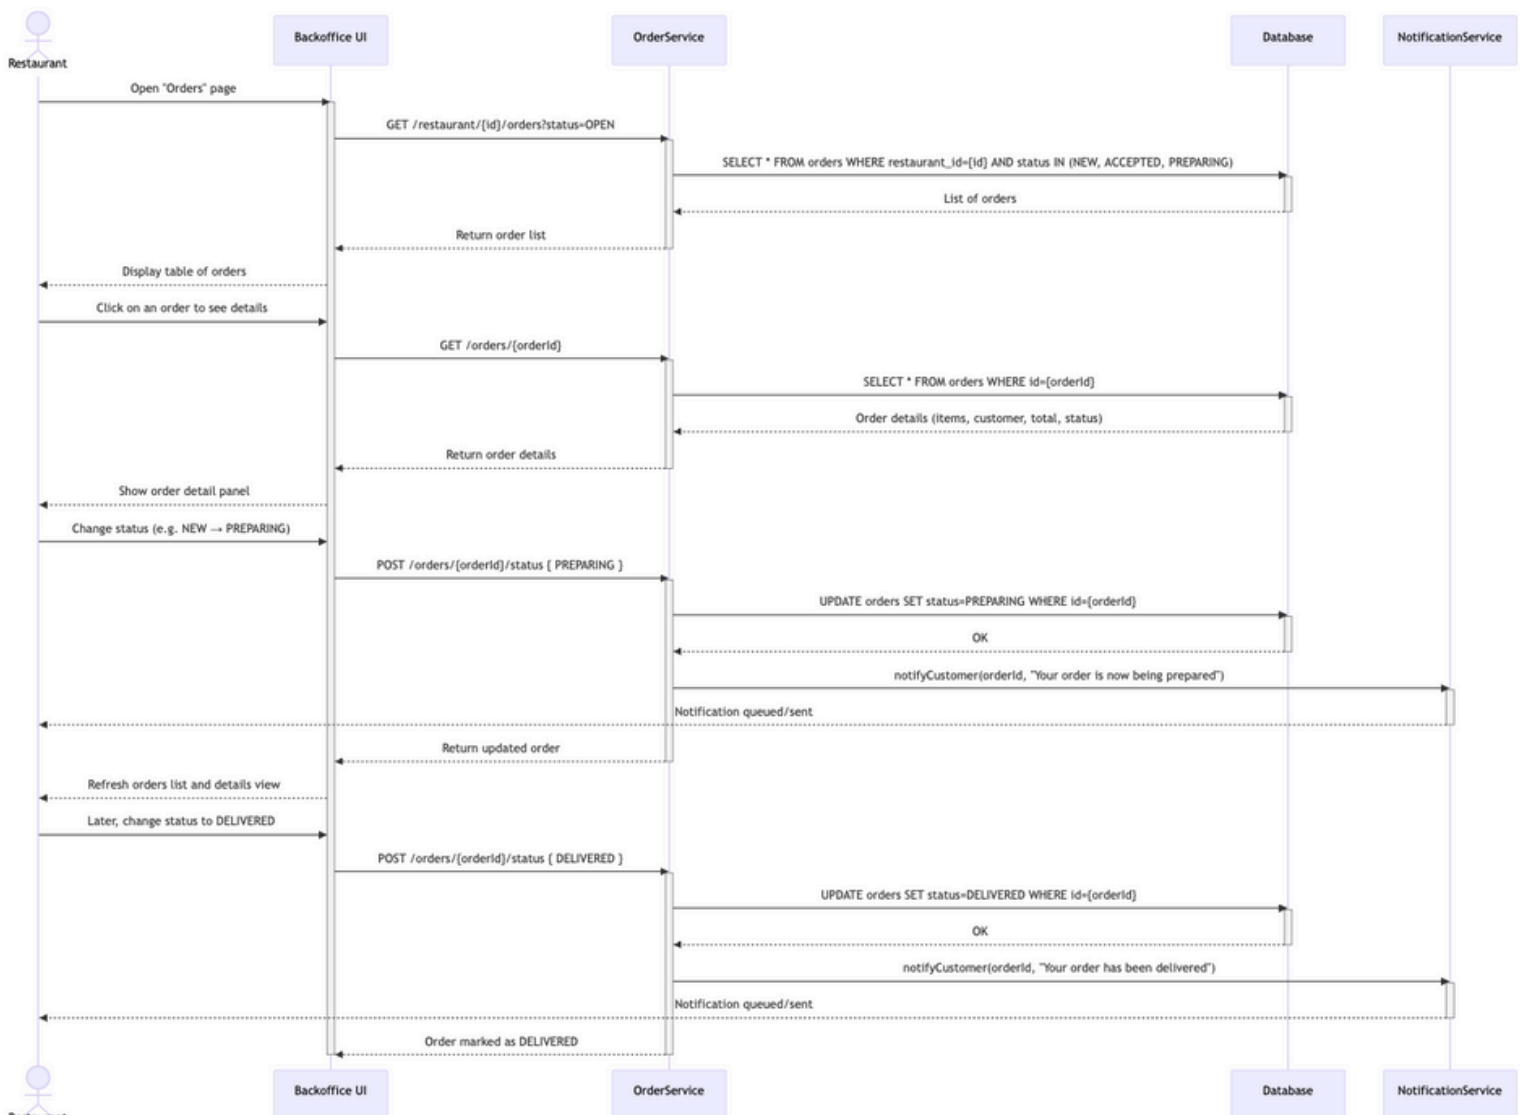 Restaurant
Backoffice UI
OrderService
Database
NotificationService
Open "Orders" page
GET /restaurant/{id}/orders?status=OPEN
SELECT * FROM orders WHERE restaurant_id={id} AND status IN (NEW, ACCEPTED, PREPARING)
List of orders
Return order list
Display table of orders
Click on an order to see details
GET /orders/{orderId}
SELECT * FROM orders WHERE id={orderId}
Order details (items, customer, total, status)
Return order details
Show order detail panel
Change status (e.g. NEW → PREPARING)
POST /orders/{orderId}/status { PREPARING }
UPDATE orders SET status=PREPARING WHERE id={orderId}
OK
notifyCustomer(orderId, "Your order is now being prepared")
Notification queued/sent
Return updated order
Refresh orders list and details view
Later, change status to DELIVERED
POST /orders/{orderId}/status { DELIVERED }
UPDATE orders SET status=DELIVERED WHERE id={orderId}
OK
notifyCustomer(orderId, "Your order has been delivered")
Notification queued/sent
Order marked as DELIVERED
Backoffice UI
OrderService
Database
NotificationService